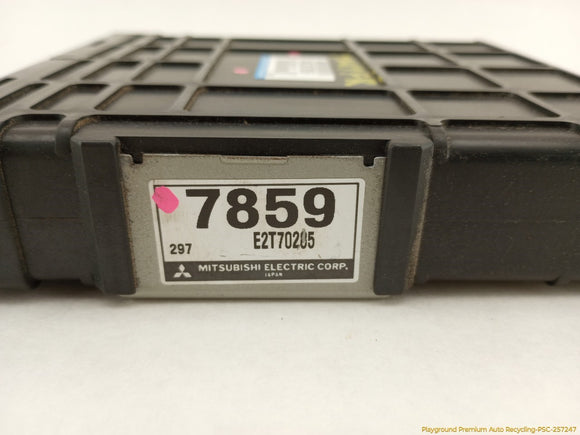 7859
E2T70205
297
MITSUBISHI ELECTRIC CORP.
JAPAN
Playground Premium Auto Recycling-PSC-257247